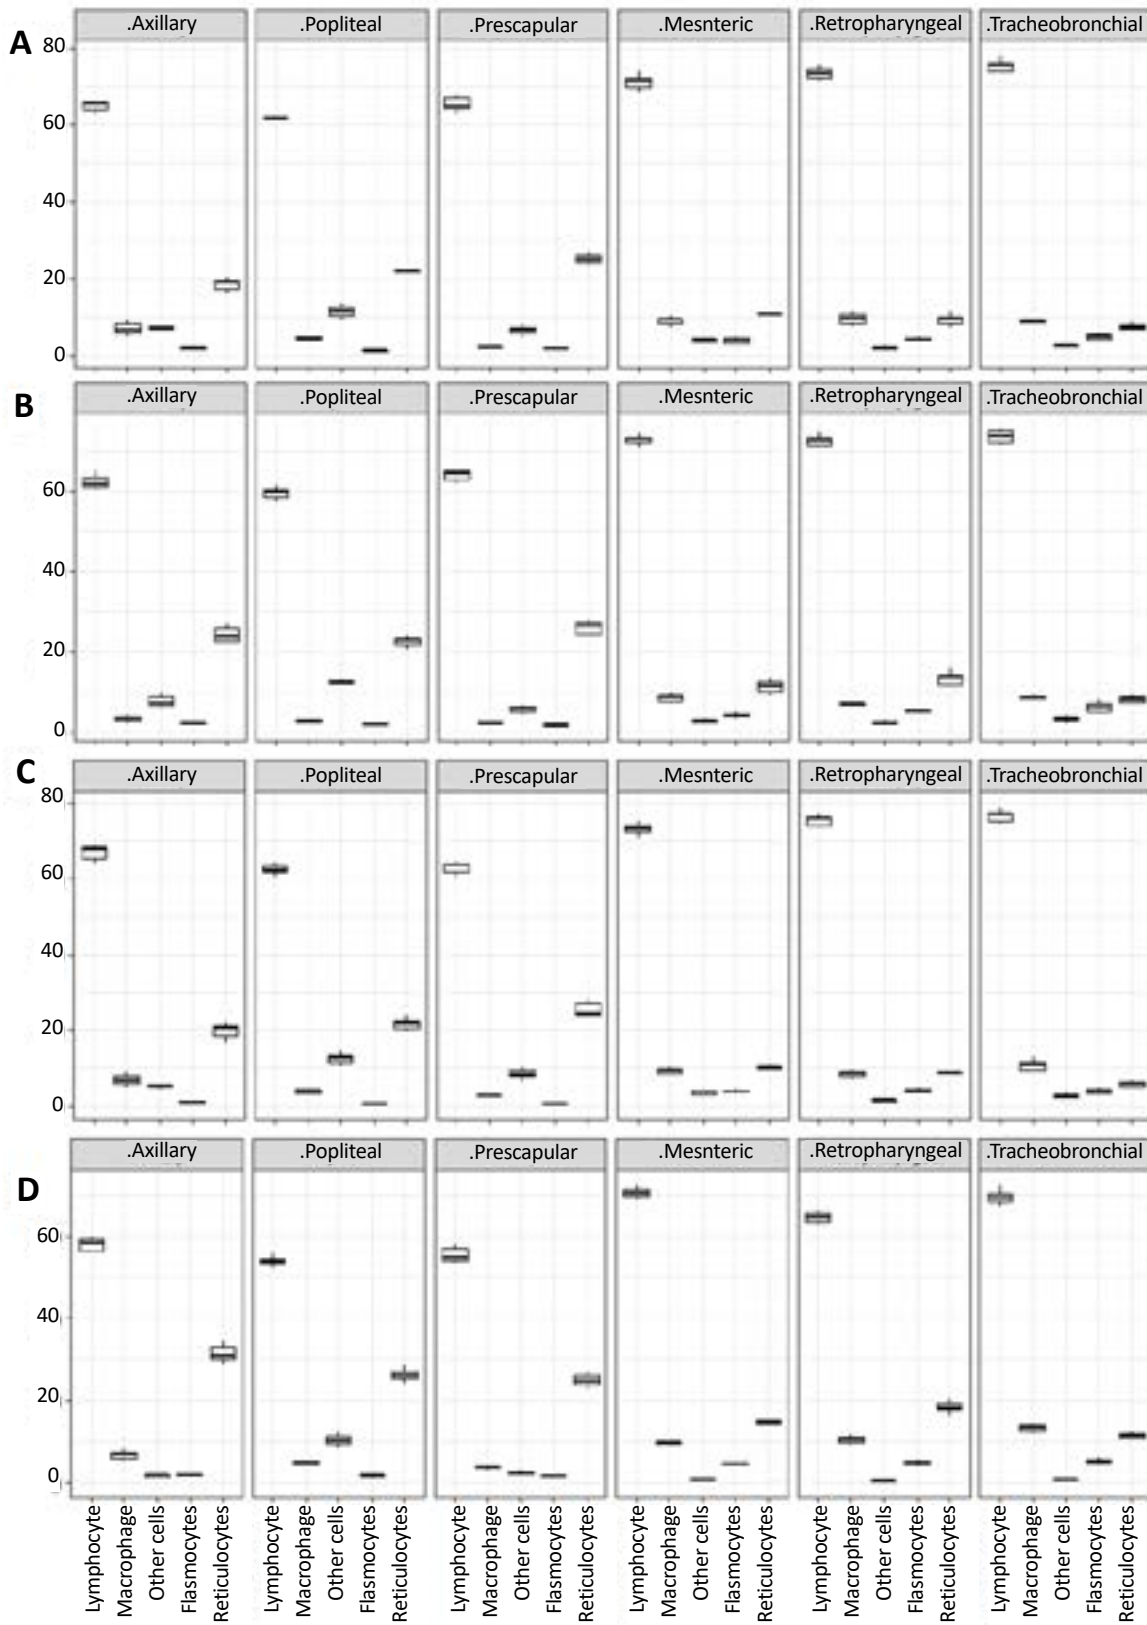 A
.Axillary .Popliteal .Prescapular .Mesnteric .Retropharyngeal .Tracheobronchial
80
60
40
20
0
B
.Axillary .Popliteal .Prescapular .Mesnteric .Retropharyngeal .Tracheobronchial
60
40
20
0
C
.Axillary .Popliteal .Prescapular .Mesnteric .Retropharyngeal .Tracheobronchial
80
60
40
20
0
D
.Axillary .Popliteal .Prescapular .Mesnteric .Retropharyngeal .Tracheobronchial
60
40
20
0
Lymphocyte Macrophage Other cells Flasmocytes Reticulocytes Lymphocyte Macrophage Other cells Flasmocytes Reticulocytes Lymphocyte Macrophage Other cells Flasmocytes Reticulocytes Lymphocyte Macrophage Other cells Flasmocytes Reticulocytes Lymphocyte Macrophage Other cells Flasmocytes Reticulocytes Lymphocyte Macrophage Other cells Flasmocytes Reticulocytes